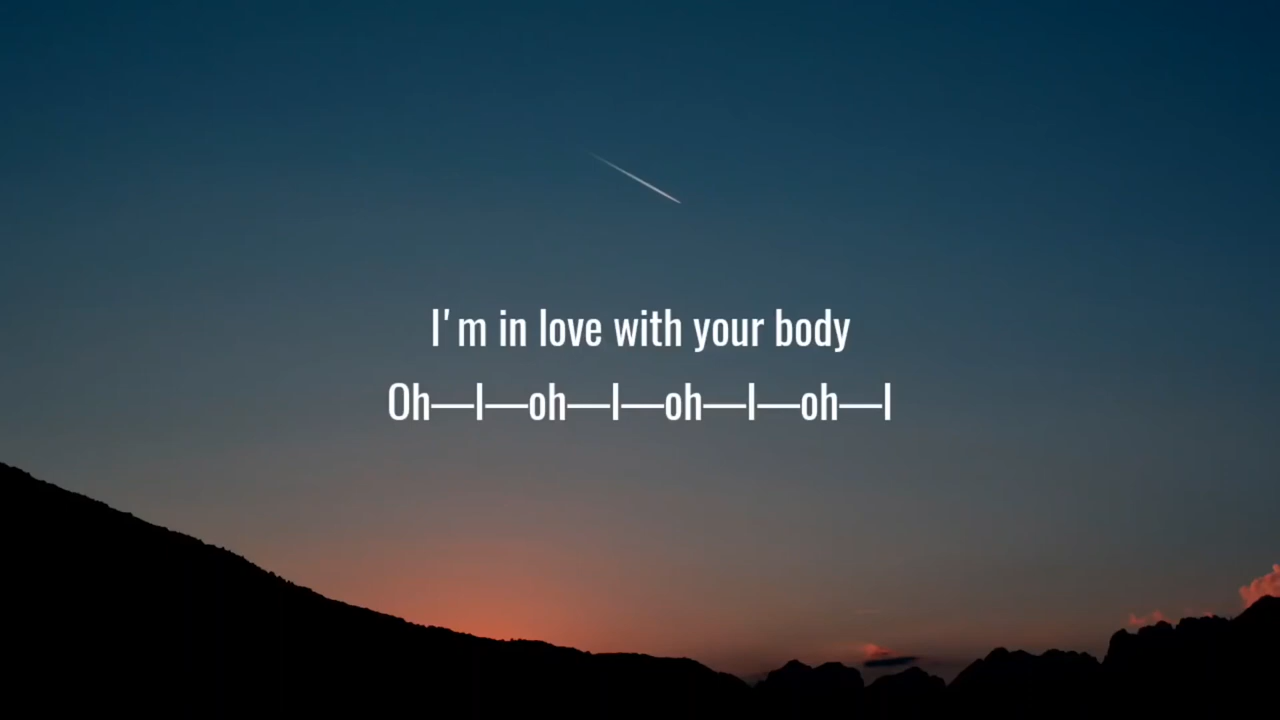 I'm in love with your body
Oh—I—oh—I—oh—I—oh—I